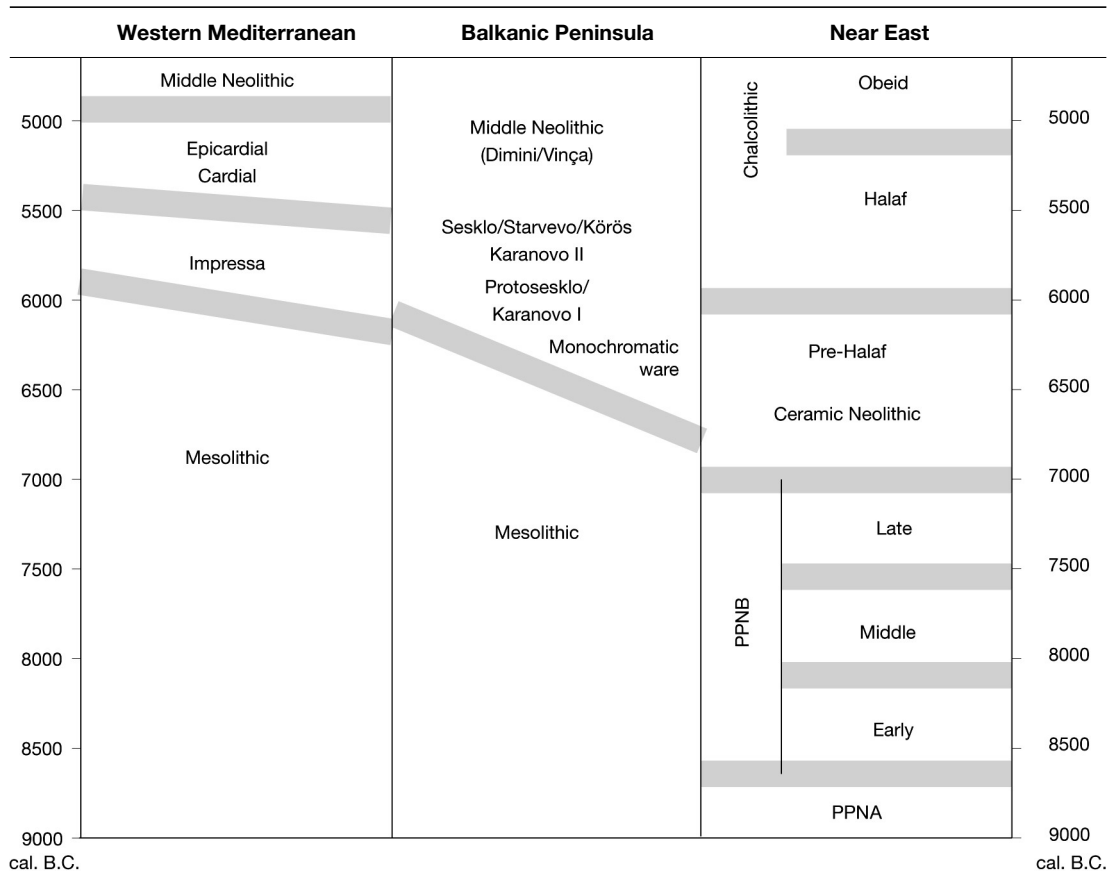 Western Mediterranean
Balkanic Peninsula
Near East
5000
5500
6000
6500
7000
7500
8000
8500
9000
cal. B.C.
Middle Neolithic
Epicardial
Cardial
Impressa
Mesolithic
Middle Neolithic
(Dimini/Vinça)
Sesklo/Starvevo/Körös
Karanovo II
Protosesklo/
Karanovo I
Monochromatic
ware
Mesolithic
Chalcolithic
Obeid
Halaf
Pre-Halaf
Ceramic Neolithic
PPNB
Late
Middle
Early
PPNA
5000
5500
6000
6500
7000
7500
8000
8500
9000
cal. B.C.